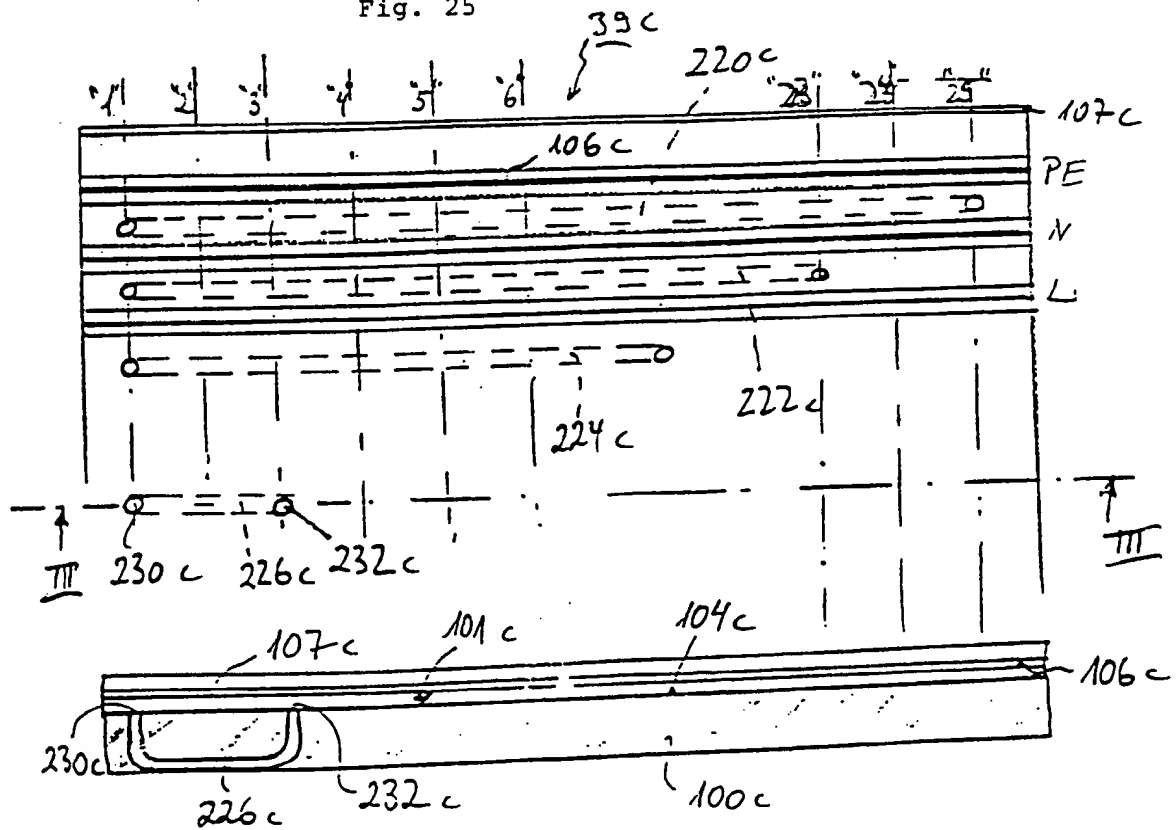 Fig. 25
39c
220c
"1" "2" "3" "4" "5" "6" "23" "24" "25"
107c
106c
PE
N
L
222c
224c
III 230c 226c 232c III
107c 101c 104c
106c
230c
226c 232c 100c